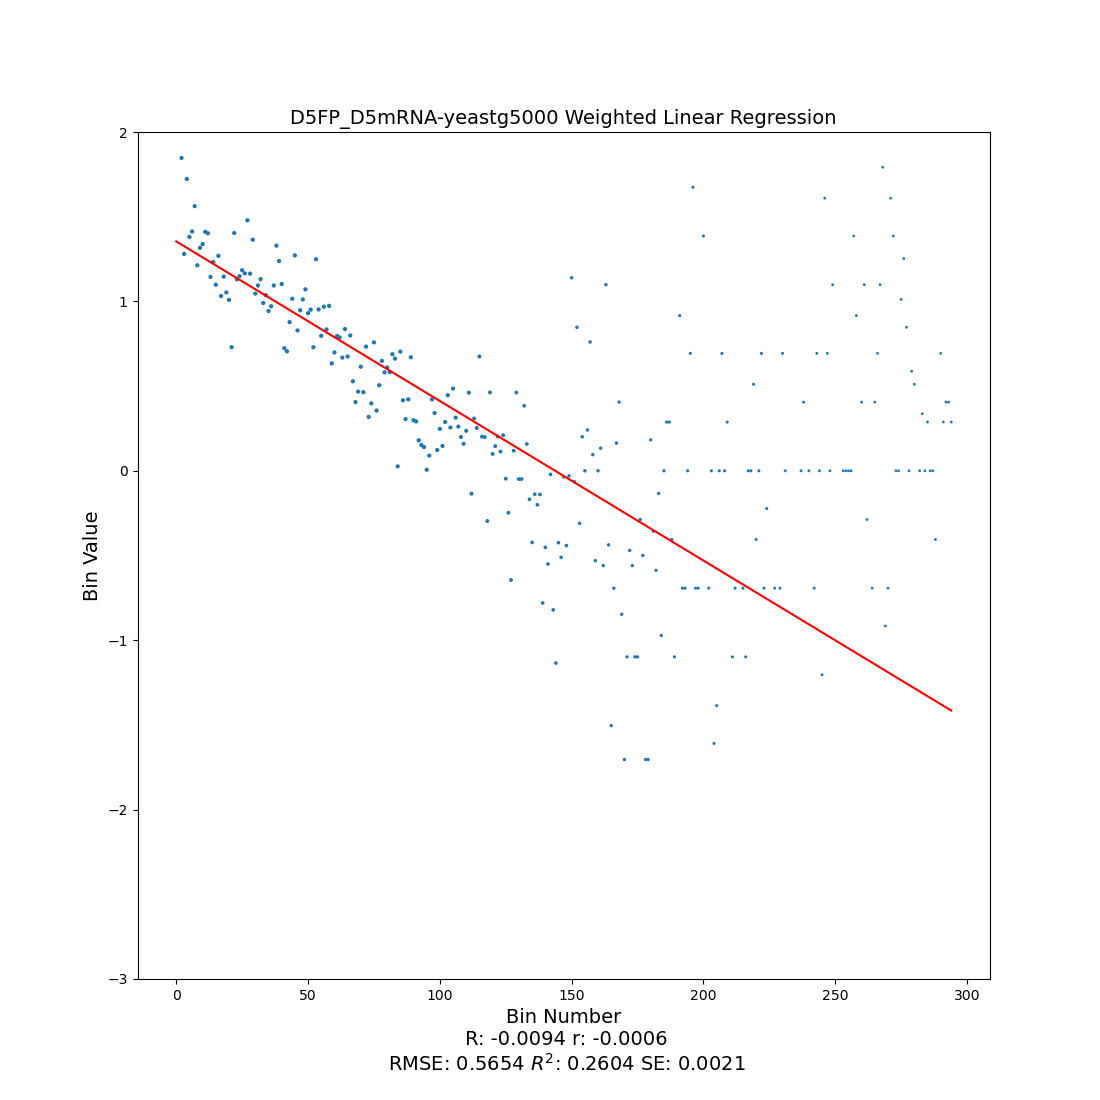 D5FP_D5mRNA-yeastg5000 Weighted Linear Regression
2
1
0
−1
−2
−3
Bin Value
0 50 100 150 200 250 300
Bin Number
R: -0.0094 r: -0.0006
RMSE: 0.5654 R²: 0.2604 SE: 0.0021